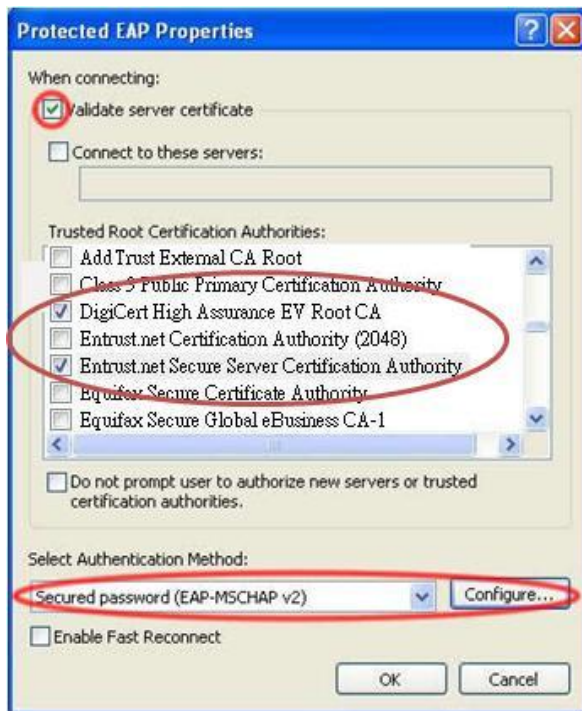 Protected EAP Properties
When connecting:
Validate server certificate
Connect to these servers:
Trusted Root Certification Authorities:
AddTrust External CA Root
Class 3 Public Primary Certification Authority
DigiCert High Assurance EV Root CA
Entrust.net Certification Authority (2048)
Entrust.net Secure Server Certification Authority
Equifax Secure Certificate Authority
Equifax Secure Global eBusiness CA-1
Do not prompt user to authorize new servers or trusted
certification authorities.
Select Authentication Method:
Secured password (EAP-MSCHAP v2)
Configure...
Enable Fast Reconnect
OK
Cancel